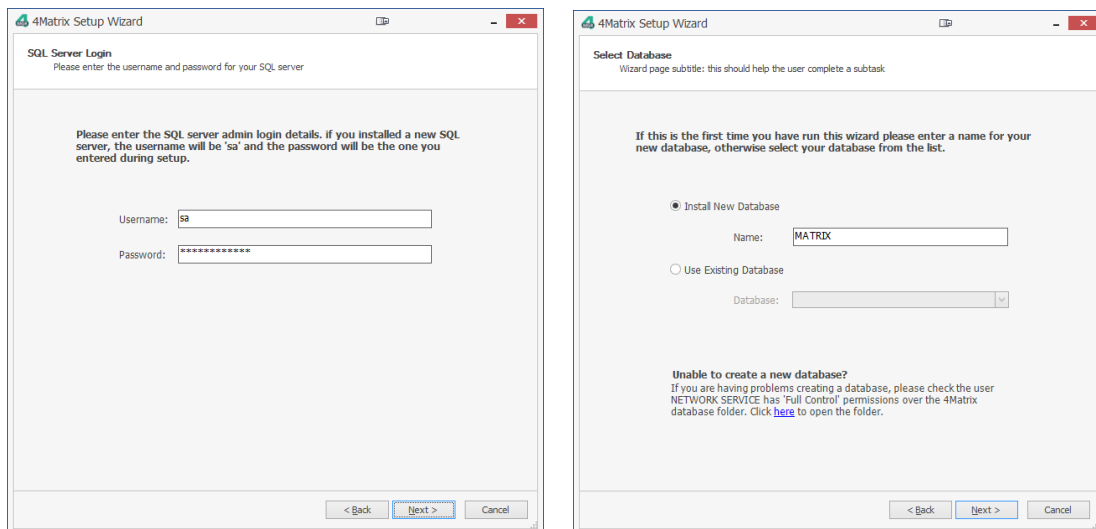 4Matrix Setup Wizard
SQL Server Login
Please enter the username and password for your SQL server
Please enter the SQL server admin login details. if you installed a new SQL
server, the username will be 'sa' and the password will be the one you
entered during setup.
Username: sa
Password: ************
< Back Next > Cancel
4Matrix Setup Wizard
Select Database
Wizard page subtitle: this should help the user complete a subtask
If this is the first time you have run this wizard please enter a name for your
new database, otherwise select your database from the list.
Install New Database
Name: MATRIX
Use Existing Database
Database:
Unable to create a new database?
If you are having problems creating a database, please check the user
NETWORK SERVICE has 'Full Control' permissions over the 4Matrix
database folder. Click here to open the folder.
< Back Next > Cancel